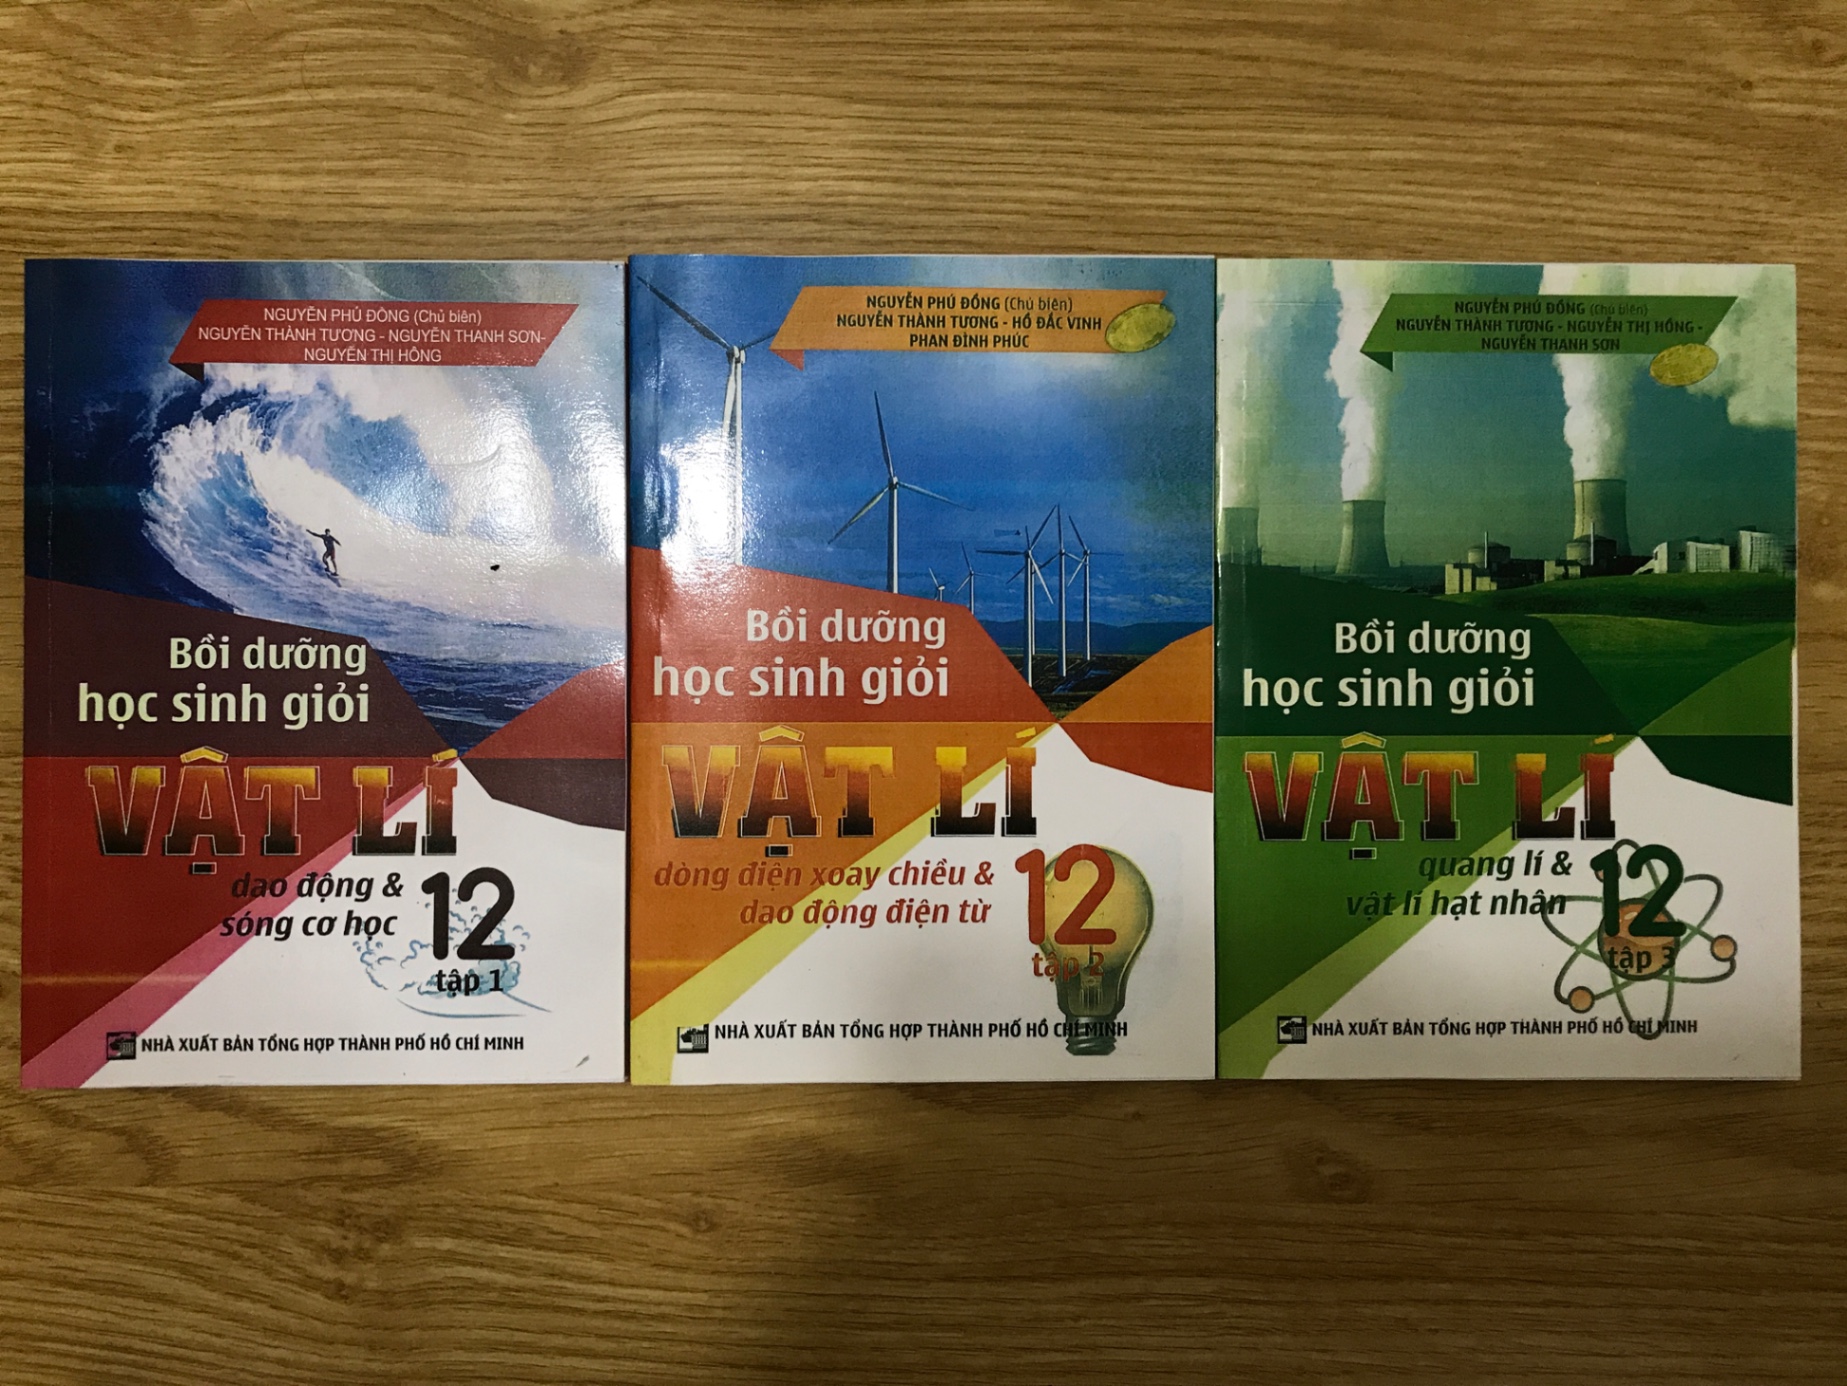 NGUYỄN PHÚ ĐỒNG (Chủ biên)
NGUYỄN THÀNH TƯƠNG - NGUYỄN THANH SƠN-
NGUYỄN THỊ HỒNG
Bồi dưỡng
học sinh giỏi
VẬT LÍ
dao động &
sóng cơ học
12
tập 1
NHÀ XUẤT BẢN TỔNG HỢP THÀNH PHỐ HỒ CHÍ MINH
NGUYỄN PHÚ ĐỒNG (Chủ biên)
NGUYỄN THÀNH TƯƠNG - HỒ ĐẮC VINH
PHAN ĐÌNH PHÚC
Bồi dưỡng
học sinh giỏi
VẬT LÍ
dòng điện xoay chiều &
dao động điện từ
12
tập 2
NHÀ XUẤT BẢN TỔNG HỢP THÀNH PHỐ HỒ CHÍ MINH
NGUYỄN PHÚ ĐỒNG (Chủ biên)
NGUYỄN THÀNH TƯƠNG - NGUYỄN THỊ HỒNG -
NGUYỄN THANH SƠN
Bồi dưỡng
học sinh giỏi
VẬT LÍ
quang lí &
vật lí hạt nhân
12
tập 3
NHÀ XUẤT BẢN TỔNG HỢP THÀNH PHỐ HỒ CHÍ MINH